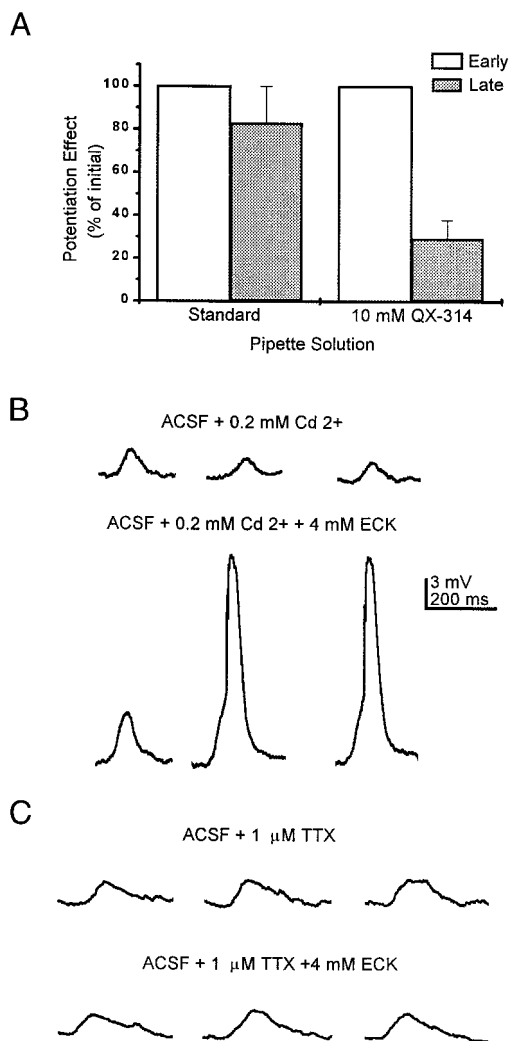 A
Early
Late
Potentiation Effect
(% of initial)
100
80
60
40
20
0
Standard
10 mM QX-314
Pipette Solution
B
ACSF + 0.2 mM Cd 2+
ACSF + 0.2 mM Cd 2+ + 4 mM ECK
3 mV
200 ms
C
ACSF + 1 μM TTX
ACSF + 1 μM TTX +4 mM ECK